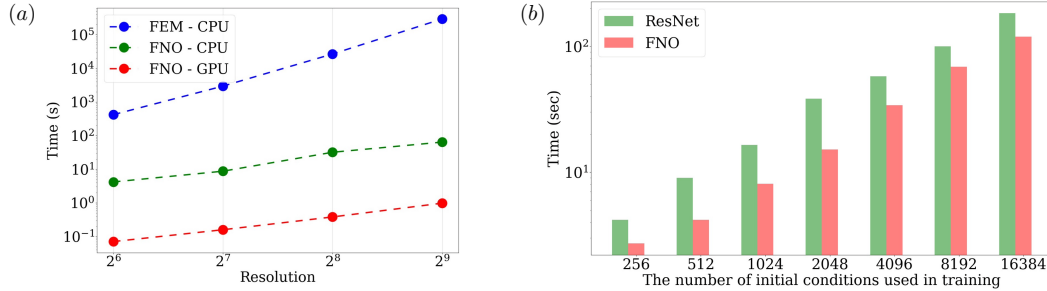 (a)
FEM - CPU
FNO - CPU
FNO - GPU
Time (s)
10^5
10^4
10^3
10^2
10^1
10^0
10^-1
2^6 2^7 2^8 2^9
Resolution
(b)
ResNet
FNO
Time (sec)
10^2
10^1
256 512 1024 2048 4096 8192 16384
The number of initial conditions used in training